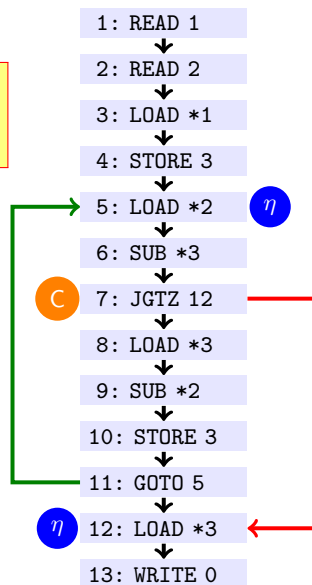 1: READ 1
2: READ 2
3: LOAD *1
4: STORE 3
5: LOAD *2 η
6: SUB *3
C 7: JGTZ 12
8: LOAD *3
9: SUB *2
10: STORE 3
11: GOTO 5
η 12: LOAD *3
13: WRITE 0